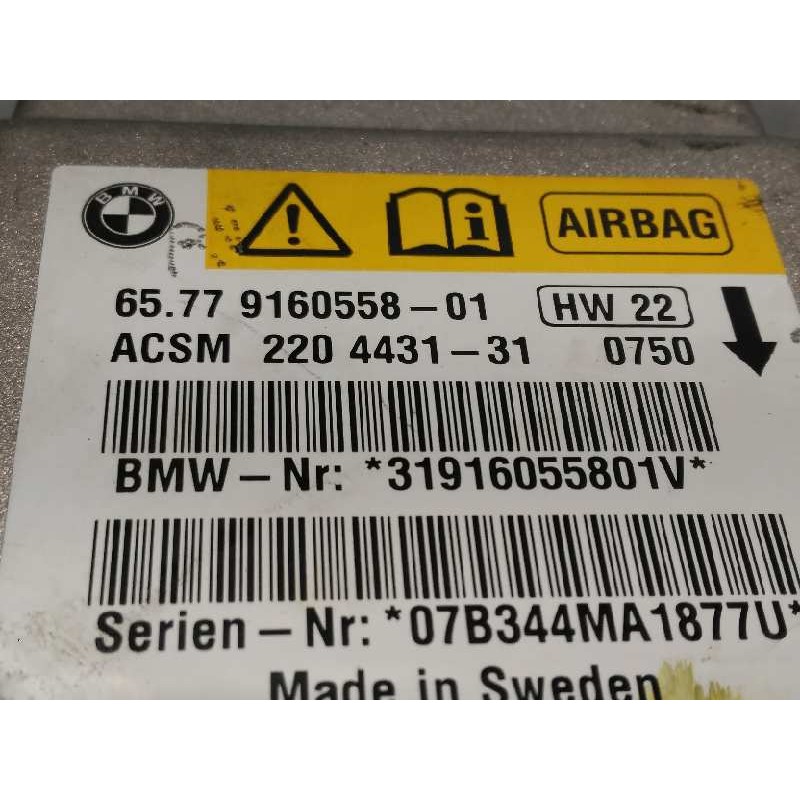 BMW
AIRBAG
65.77 9160558-01 HW 22
ACSM 220 4431-31 0750
BMW-Nr: *31916055801V*
Serien-Nr: *07B344MA1877U*
Made in Sweden